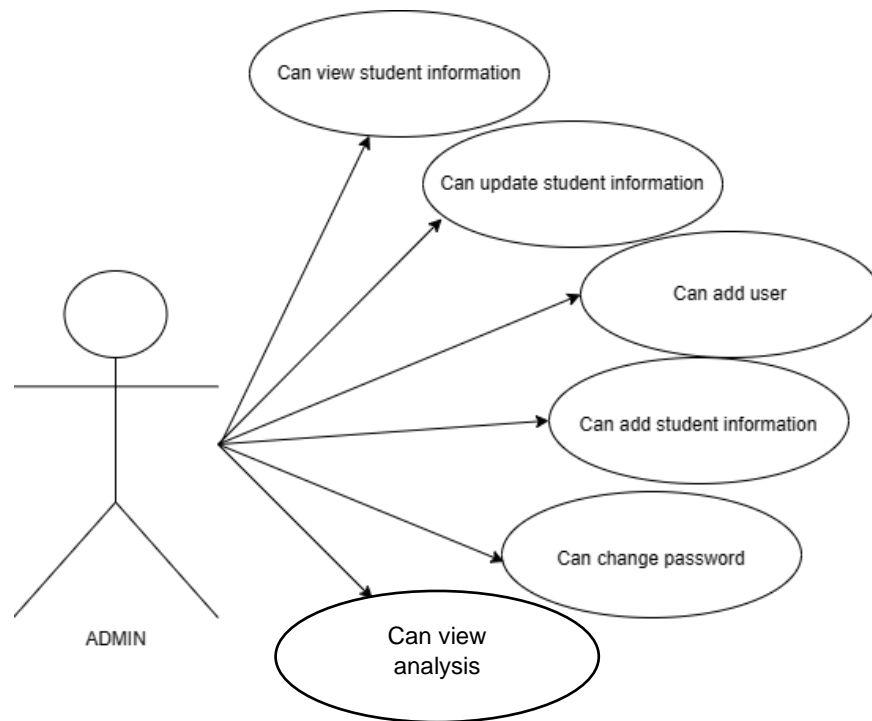 Can view student information
Can update student information
Can add user
Can add student information
Can change password
ADMIN
Can view
analysis